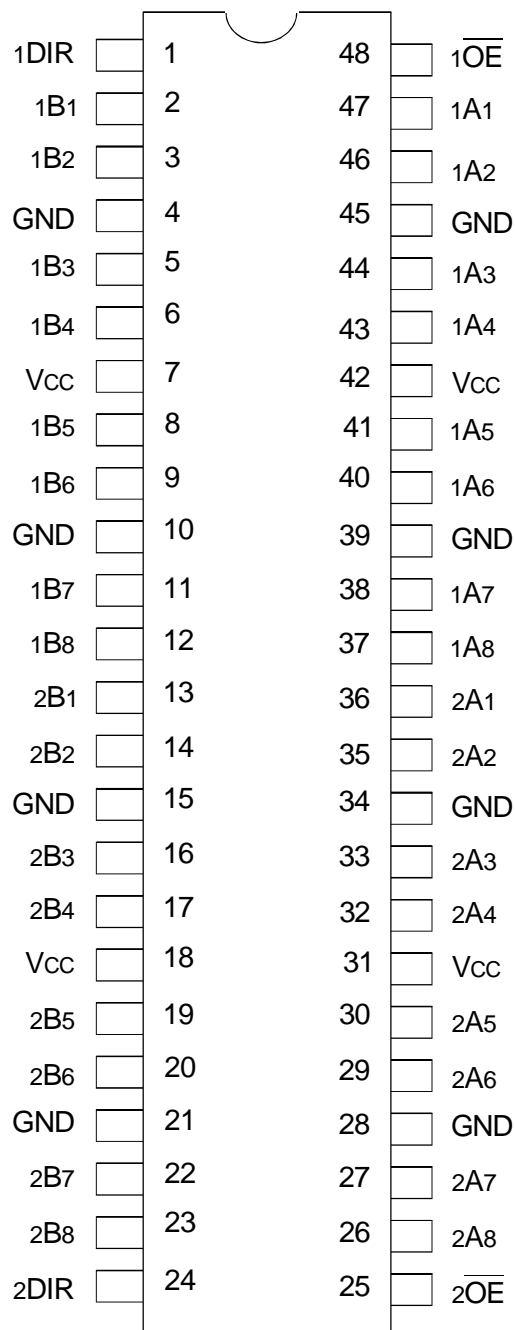 1DIR 1 48 1O̅E̅
1B1 2 47 1A1
1B2 3 46 1A2
GND 4 45 GND
1B3 5 44 1A3
1B4 6 43 1A4
VCC 7 42 VCC
1B5 8 41 1A5
1B6 9 40 1A6
GND 10 39 GND
1B7 11 38 1A7
1B8 12 37 1A8
2B1 13 36 2A1
2B2 14 35 2A2
GND 15 34 GND
2B3 16 33 2A3
2B4 17 32 2A4
VCC 18 31 VCC
2B5 19 30 2A5
2B6 20 29 2A6
GND 21 28 GND
2B7 22 27 2A7
2B8 23 26 2A8
2DIR 24 25 2O̅E̅